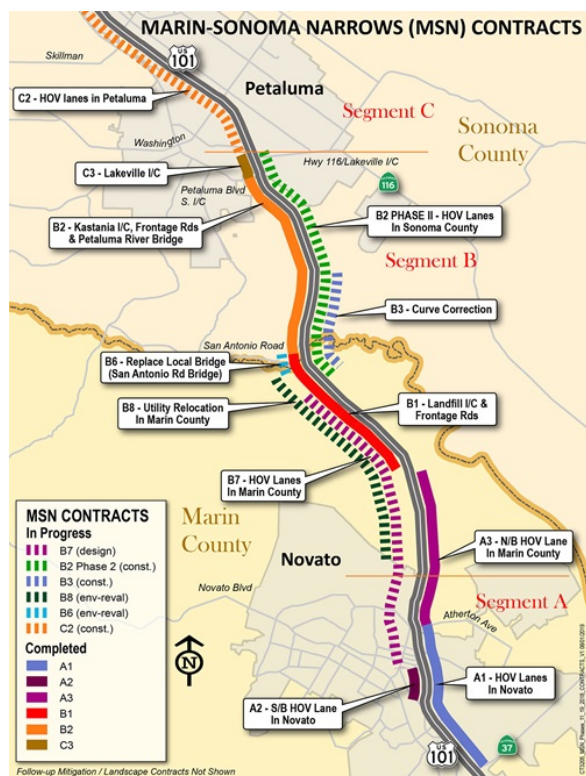 MARIN-SONOMA NARROWS (MSN) CONTRACTS
Skillman
US
101
C2 - HOV lanes in Petaluma
Petaluma
Segment C
Sonoma
County
Washington
C3 - Lakeville I/C
Hwy 116/Lakeville I/C
116
Petaluma Blvd
S. I/C
B2 - Kastania I/C, Frontage Rds
& Petaluma River Bridge
B2 PHASE II - HOV Lanes
In Sonoma County
Segment B
B3 - Curve Correction
San Antonio Road
B6 - Replace Local Bridge
(San Antonio Rd Bridge)
B8 - Utility Relocation
In Marin County
B1 - Landfill I/C &
Frontage Rds
B7 - HOV Lanes
In Marin County
MSN CONTRACTS
In Progress
B7 (design)
B2 Phase 2 (const.)
B3 (const.)
B8 (env-reval)
B6 (env-reval)
C2 (const.)
Completed
A1
A2
A3
B1
B2
C3
Marin
County
Novato
A3 - N/B HOV Lane
In Marin County
Novato Blvd
Segment A
Atherton Ave
N
A1 - HOV Lanes
In Novato
A2 - S/B HOV Lane
In Novato
US
101
37
Follow-up Mitigation / Landscape Contracts Not Shown